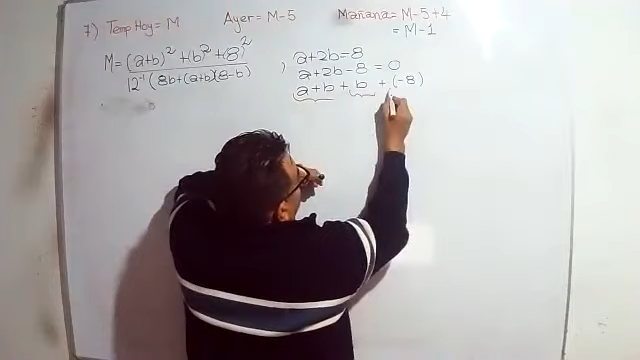 7) Temp Hoy = M Ayer = M-5 Mañana = M-5+4
= M-1
M = (a+b)² + (b)² + (8)²
12⁻¹ (8b+(a+b)(8-b)
, a+2b=8
a+2b-8 = 0
a+b + b + (-8)